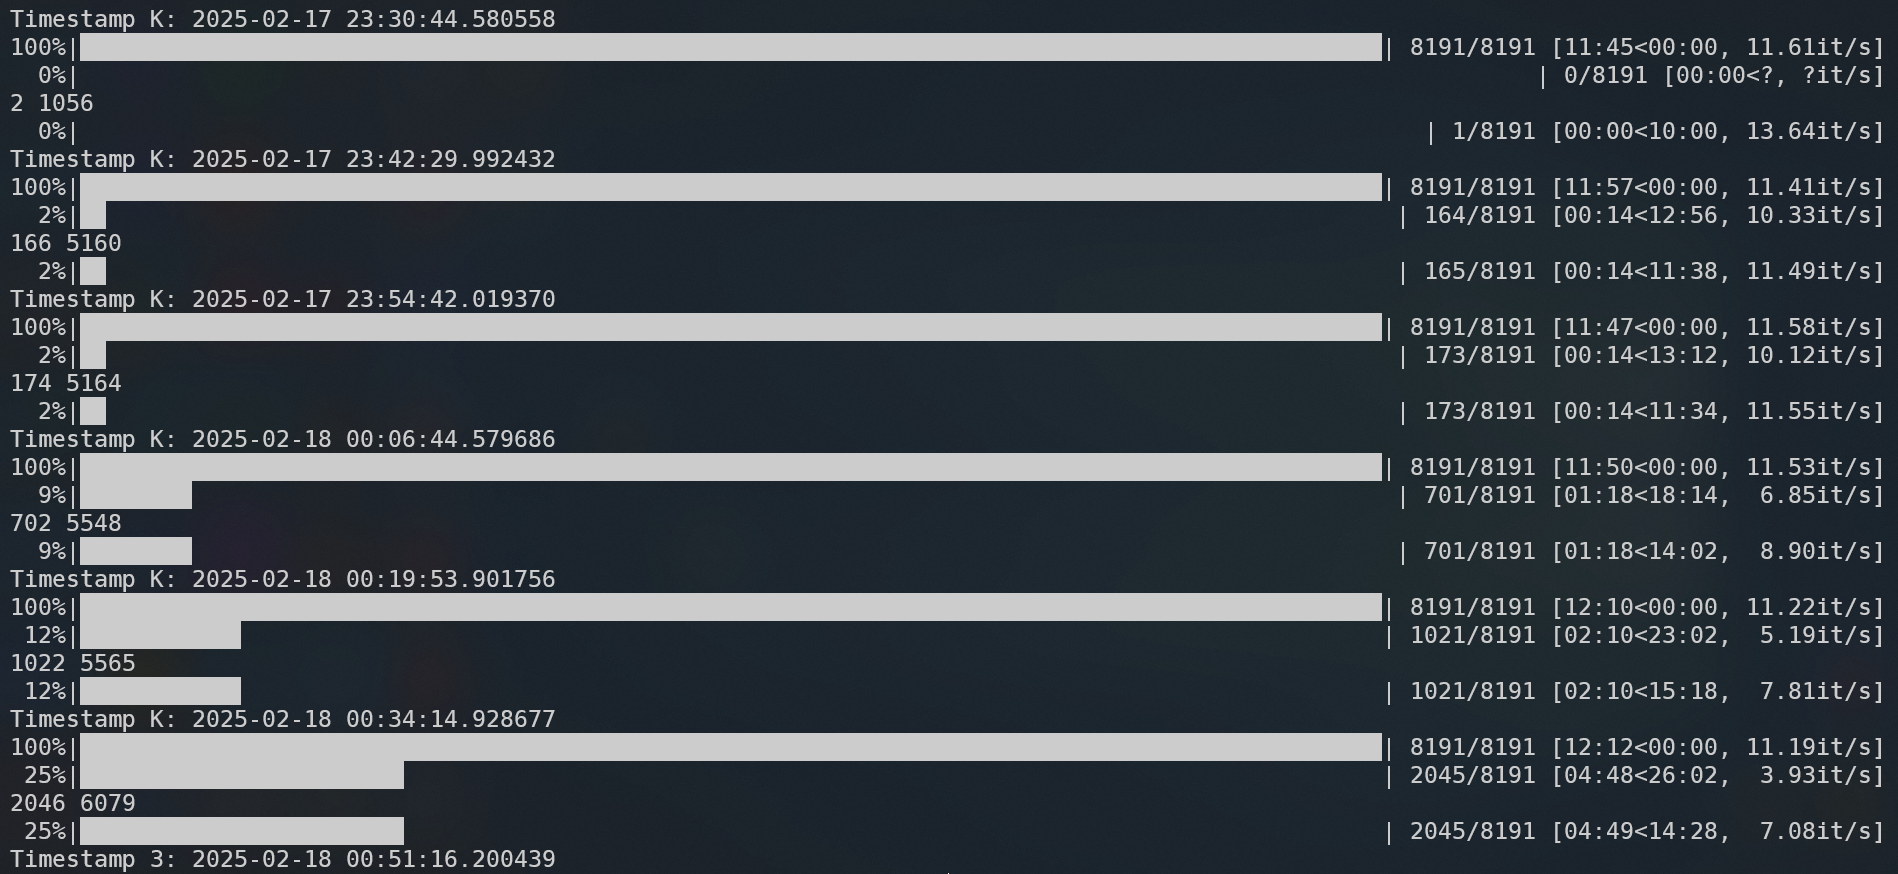 Timestamp K: 2025-02-17 23:30:44.580558
100%| | 8191/8191 [11:45<00:00, 11.61it/s]
0%| | 0/8191 [00:00<?, ?it/s]
2 1056
0%| | 1/8191 [00:00<10:00, 13.64it/s]
Timestamp K: 2025-02-17 23:42:29.992432
100%| | 8191/8191 [11:57<00:00, 11.41it/s]
2%| | 164/8191 [00:14<12:56, 10.33it/s]
166 5160
2%| | 165/8191 [00:14<11:38, 11.49it/s]
Timestamp K: 2025-02-17 23:54:42.019370
100%| | 8191/8191 [11:47<00:00, 11.58it/s]
2%| | 173/8191 [00:14<13:12, 10.12it/s]
174 5164
2%| | 173/8191 [00:14<11:34, 11.55it/s]
Timestamp K: 2025-02-18 00:06:44.579686
100%| | 8191/8191 [11:50<00:00, 11.53it/s]
9%| | 701/8191 [01:18<18:14, 6.85it/s]
702 5548
9%| | 701/8191 [01:18<14:02, 8.90it/s]
Timestamp K: 2025-02-18 00:19:53.901756
100%| | 8191/8191 [12:10<00:00, 11.22it/s]
12%| | 1021/8191 [02:10<23:02, 5.19it/s]
1022 5565
12%| | 1021/8191 [02:10<15:18, 7.81it/s]
Timestamp K: 2025-02-18 00:34:14.928677
100%| | 8191/8191 [12:12<00:00, 11.19it/s]
25%| | 2045/8191 [04:48<26:02, 3.93it/s]
2046 6079
25%| | 2045/8191 [04:49<14:28, 7.08it/s]
Timestamp 3: 2025-02-18 00:51:16.200439